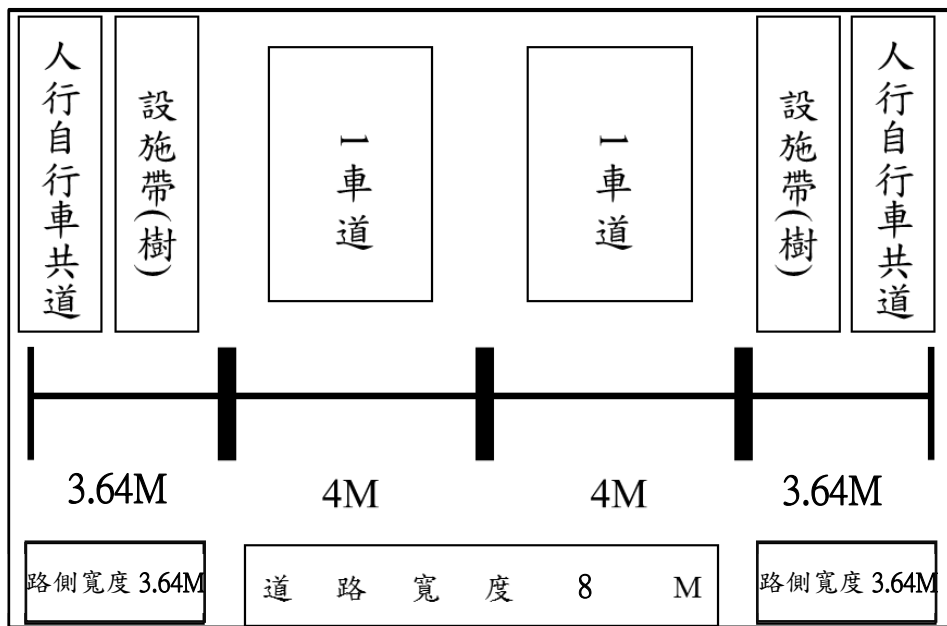 人行自行車共道
設施帶(樹)
一車道
一車道
設施帶(樹)
人行自行車共道
3.64M
4M
4M
3.64M
路側寬度 3.64M
道路寬度8M
路側寬度 3.64M